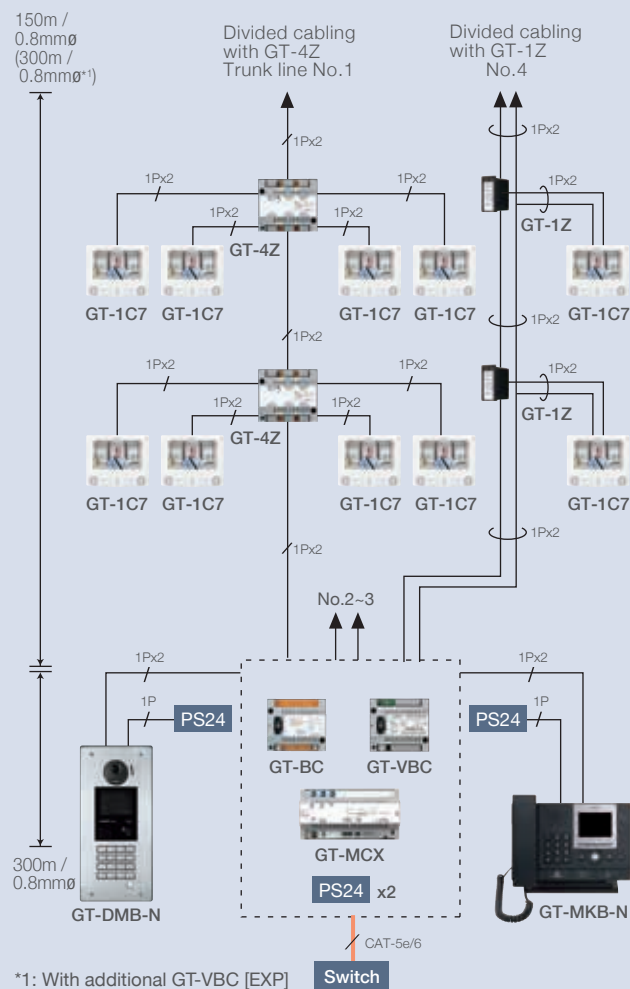 150m /
0.8mmø
(300m /
0.8mmø*1)
Divided cabling
with GT-4Z
Trunk line No.1
Divided cabling
with GT-1Z
No.4
1Px2
1Px2
1Px2
1Px2
1Px2
1Px2
1Px2
1Px2
GT-4Z
GT-1Z
GT-1C7
GT-1C7
GT-1C7
GT-1C7
GT-1C7
1Px2
1Px2
1Px2
1Px2
1Px2
1Px2
1Px2
GT-4Z
GT-1Z
GT-1C7
GT-1C7
GT-1C7
GT-1C7
GT-1C7
1Px2
1Px2
No.2~3
1Px2
1Px2
1P
PS24
PS24
1P
GT-BC
GT-VBC
GT-MCX
PS24 x2
300m /
0.8mmø
GT-DMB-N
GT-MKB-N
CAT-5e/6
*1: With additional GT-VBC [EXP]
Switch